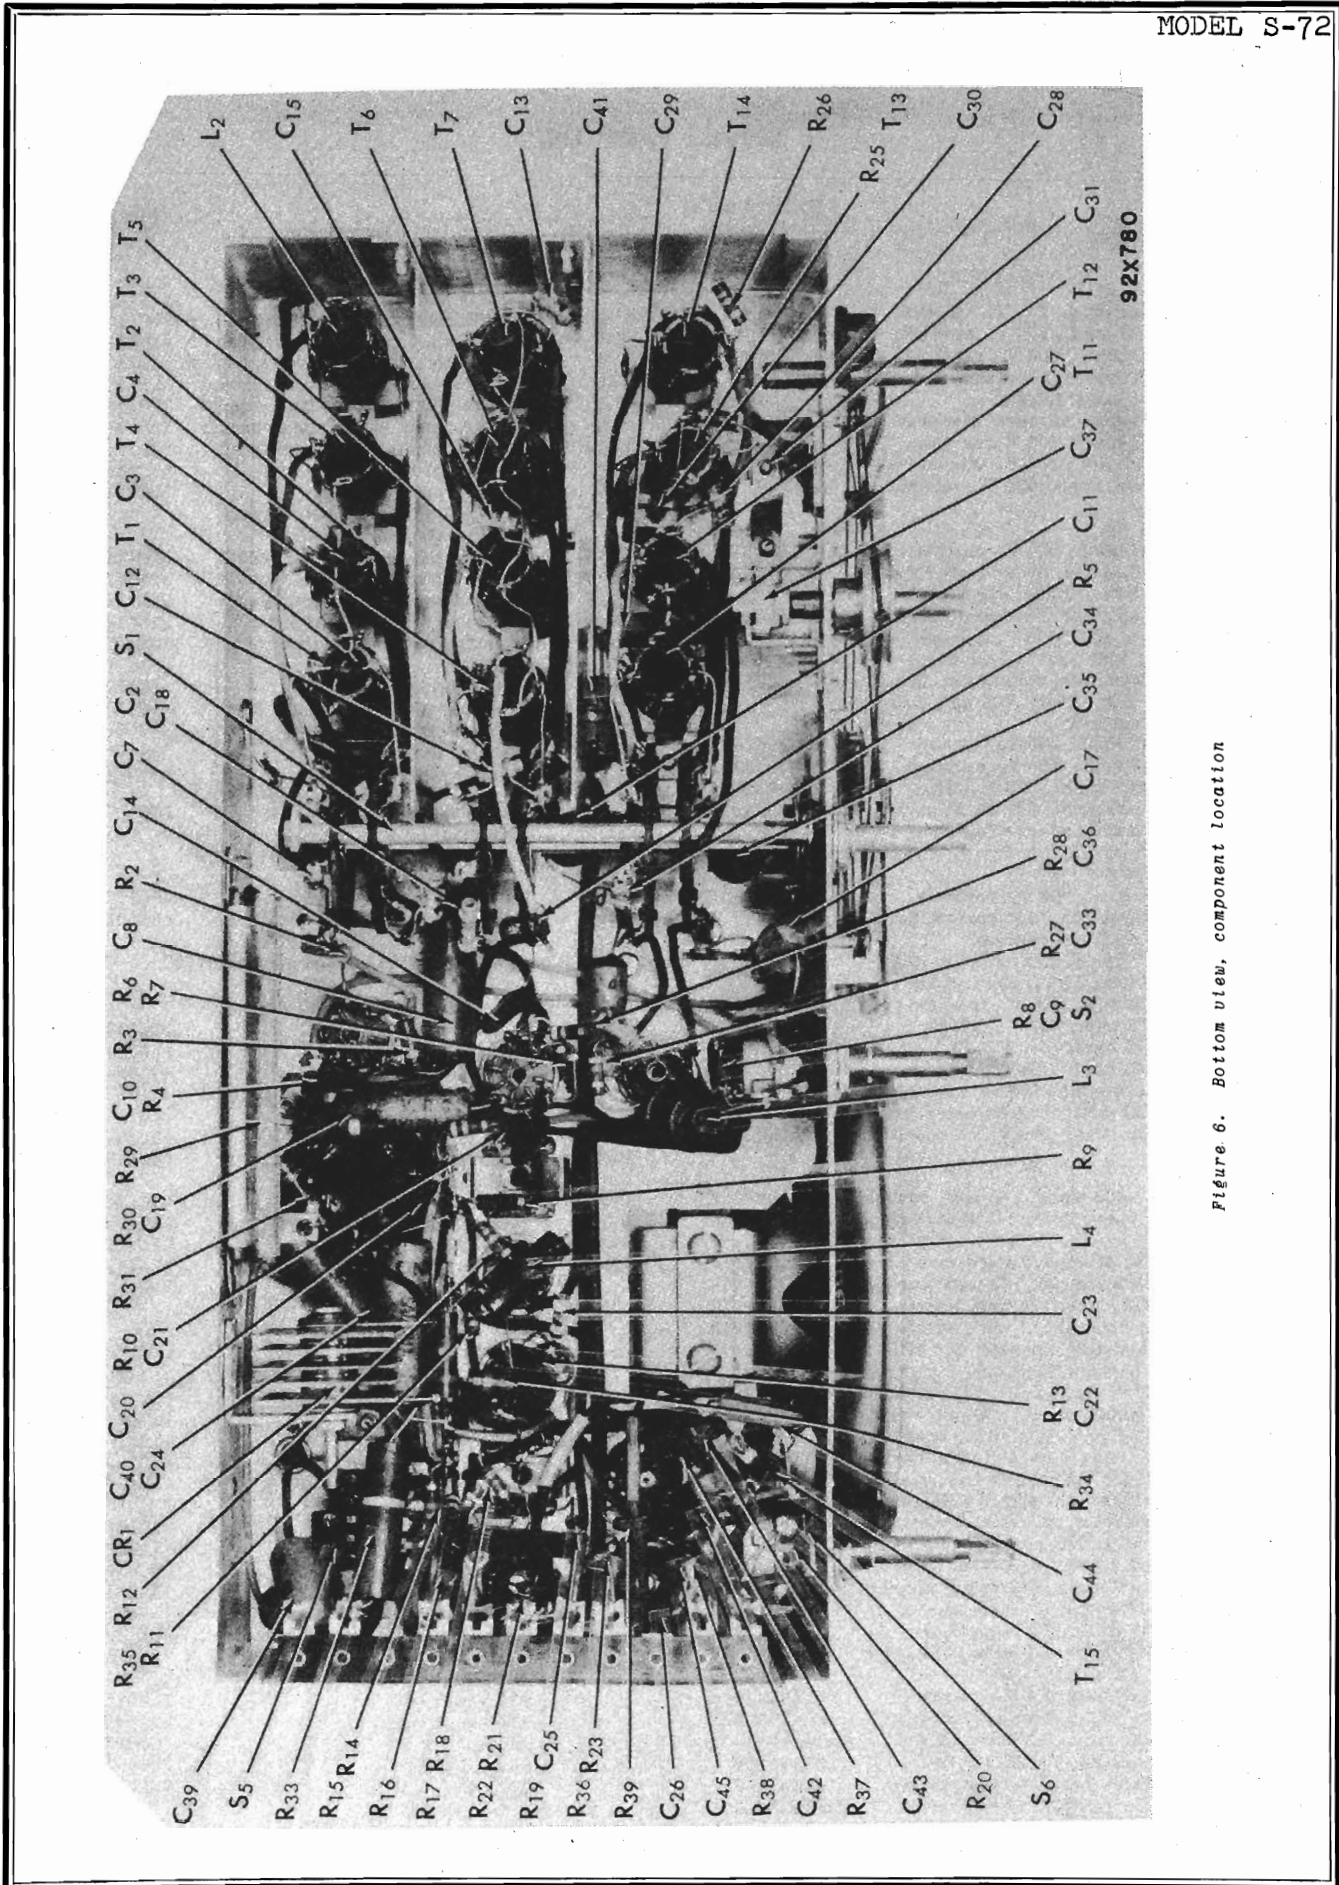 MODEL S-72
C39
S5
R33
R15 R14
R16
R17 R18
R22 R21
R19 C25
R36 R23
R39
C26
C45
R38
C42
R37
C43
R20
S6
R35 R12 CR1 C40 C20 R10 R31 R30 R29 C10 R3 R6 C8 R2 C14 C7 C2 S1 C12 T1 C3 T4 C4 T2 T3 T5
R11 C24 C21 C19 R4 R7 C18
L2
C15
T6
T7
C13
C41
C29
T14
R26
R25 T13
C30
C28
T15 C44 R34 R13 C23 L4 R9 L3 R8 R27 R28 C17 C35 C34 R5 C11 C37 C27 T12 C31
C22 C9 C33 C36 T11
S2
92X780
Figure 6. Bottom view, component location